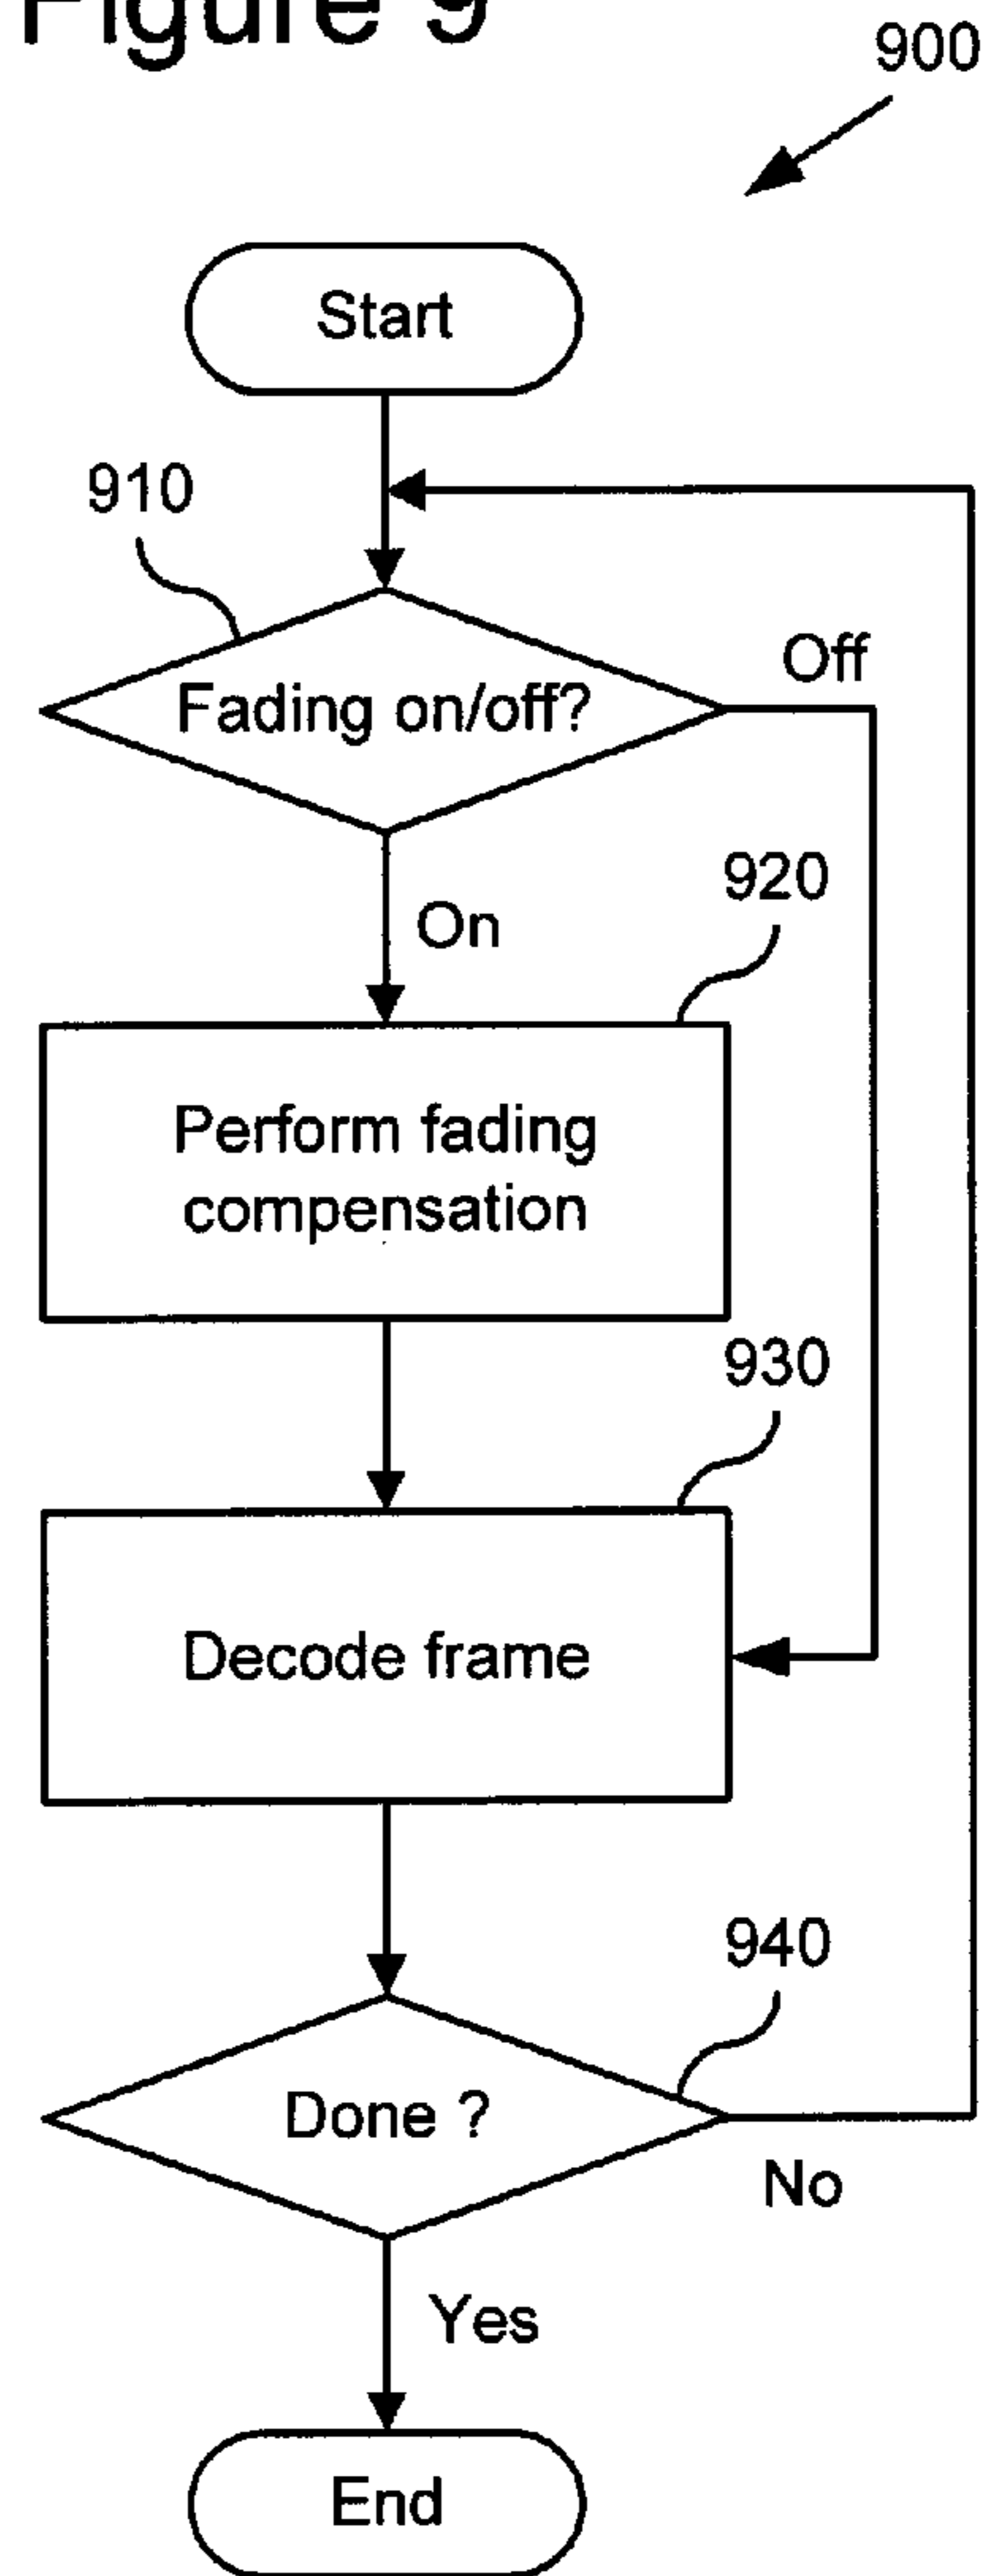 Figure 9
900
Start
910
Fading on/off?
Off
On
920
Perform fading
compensation
930
Decode frame
940
Done ?
No
Yes
End